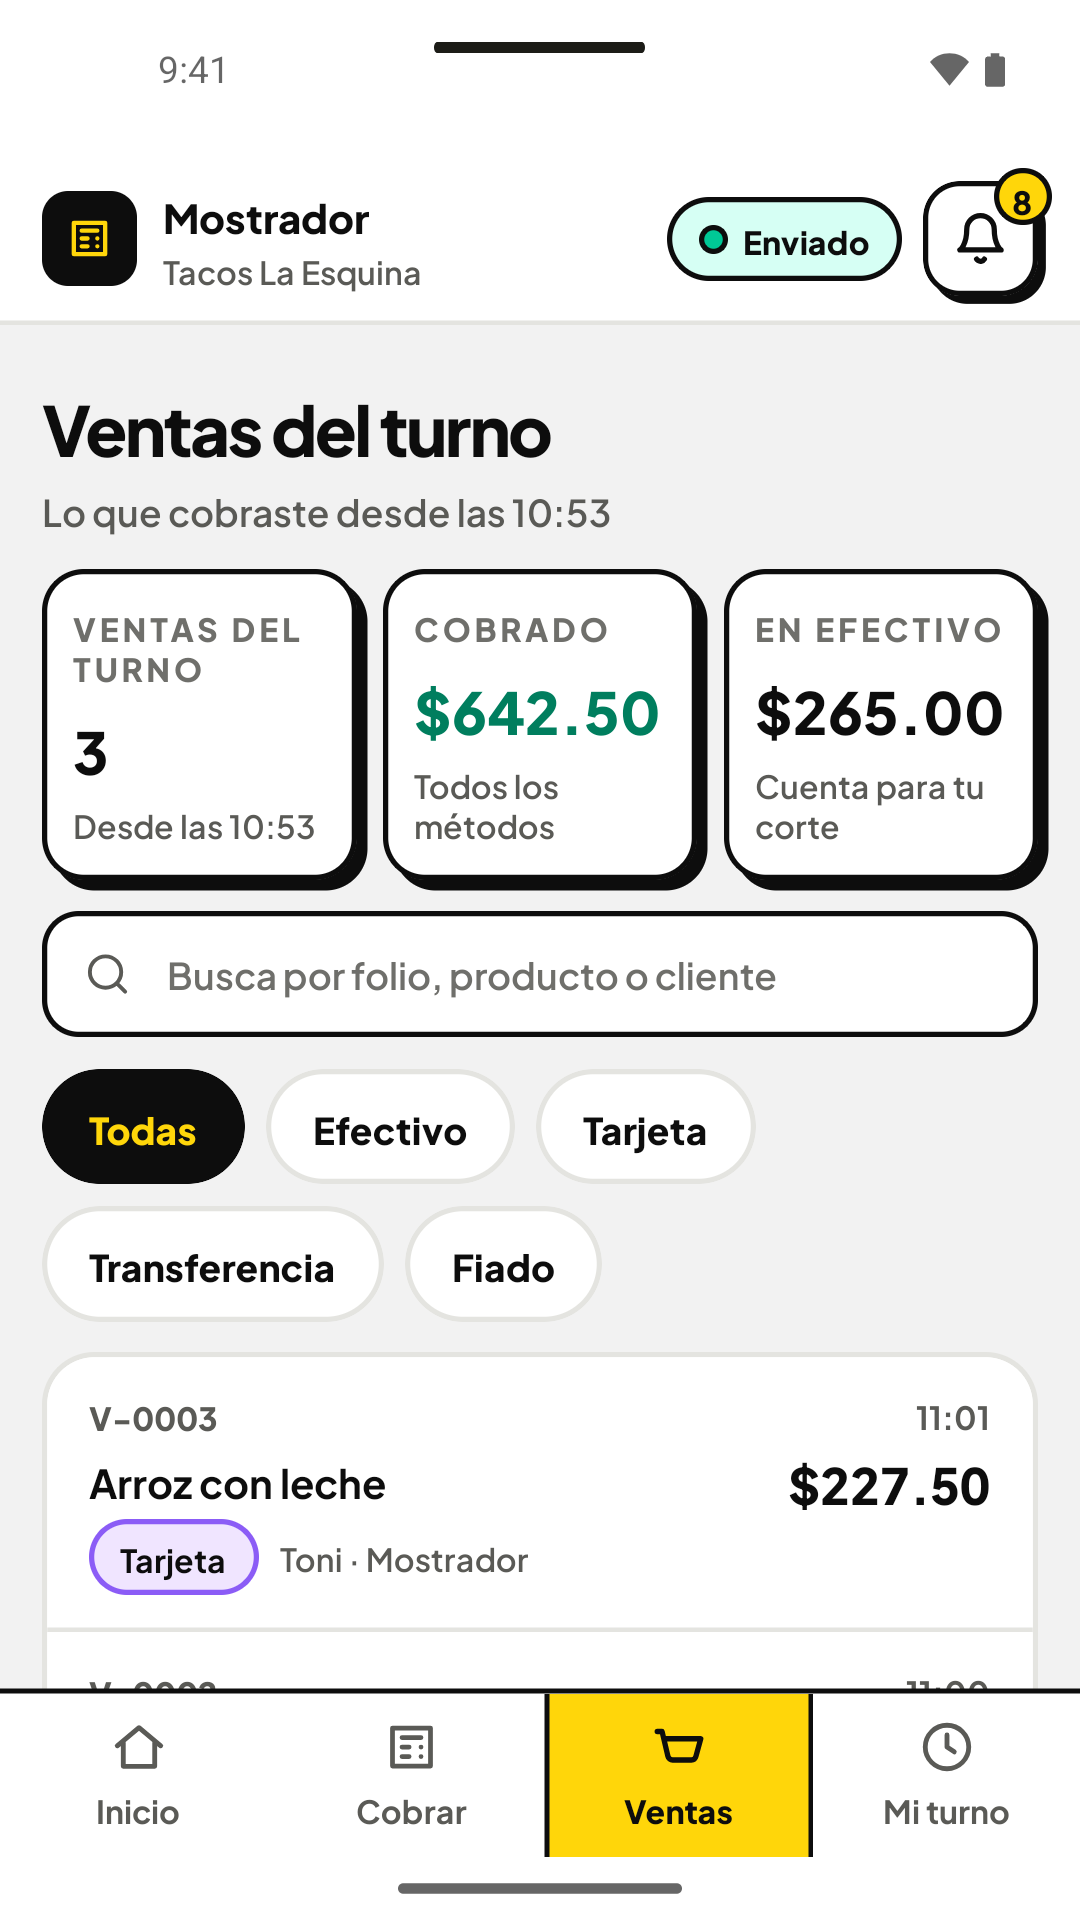 9:41
Mostrador
Tacos La Esquina
Enviado
8
Ventas del turno
Lo que cobraste desde las 10:53
VENTAS DEL
TURNO
3
Desde las 10:53
COBRADO
$642.50
Todos los
métodos
EN EFECTIVO
$265.00
Cuenta para tu
corte
Busca por folio, producto o cliente
Todas
Efectivo
Tarjeta
Transferencia
Fiado
V-0003
11:01
Arroz con leche
$227.50
Tarjeta
Toni · Mostrador
Inicio
Cobrar
Ventas
Mi turno